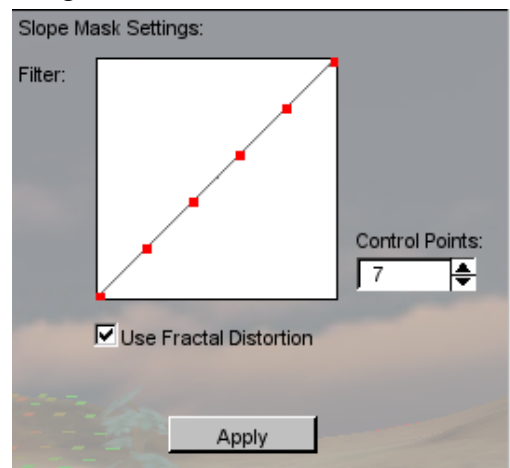 Slope Mask Settings:
Filter:
Control Points:
7
Use Fractal Distortion
Apply